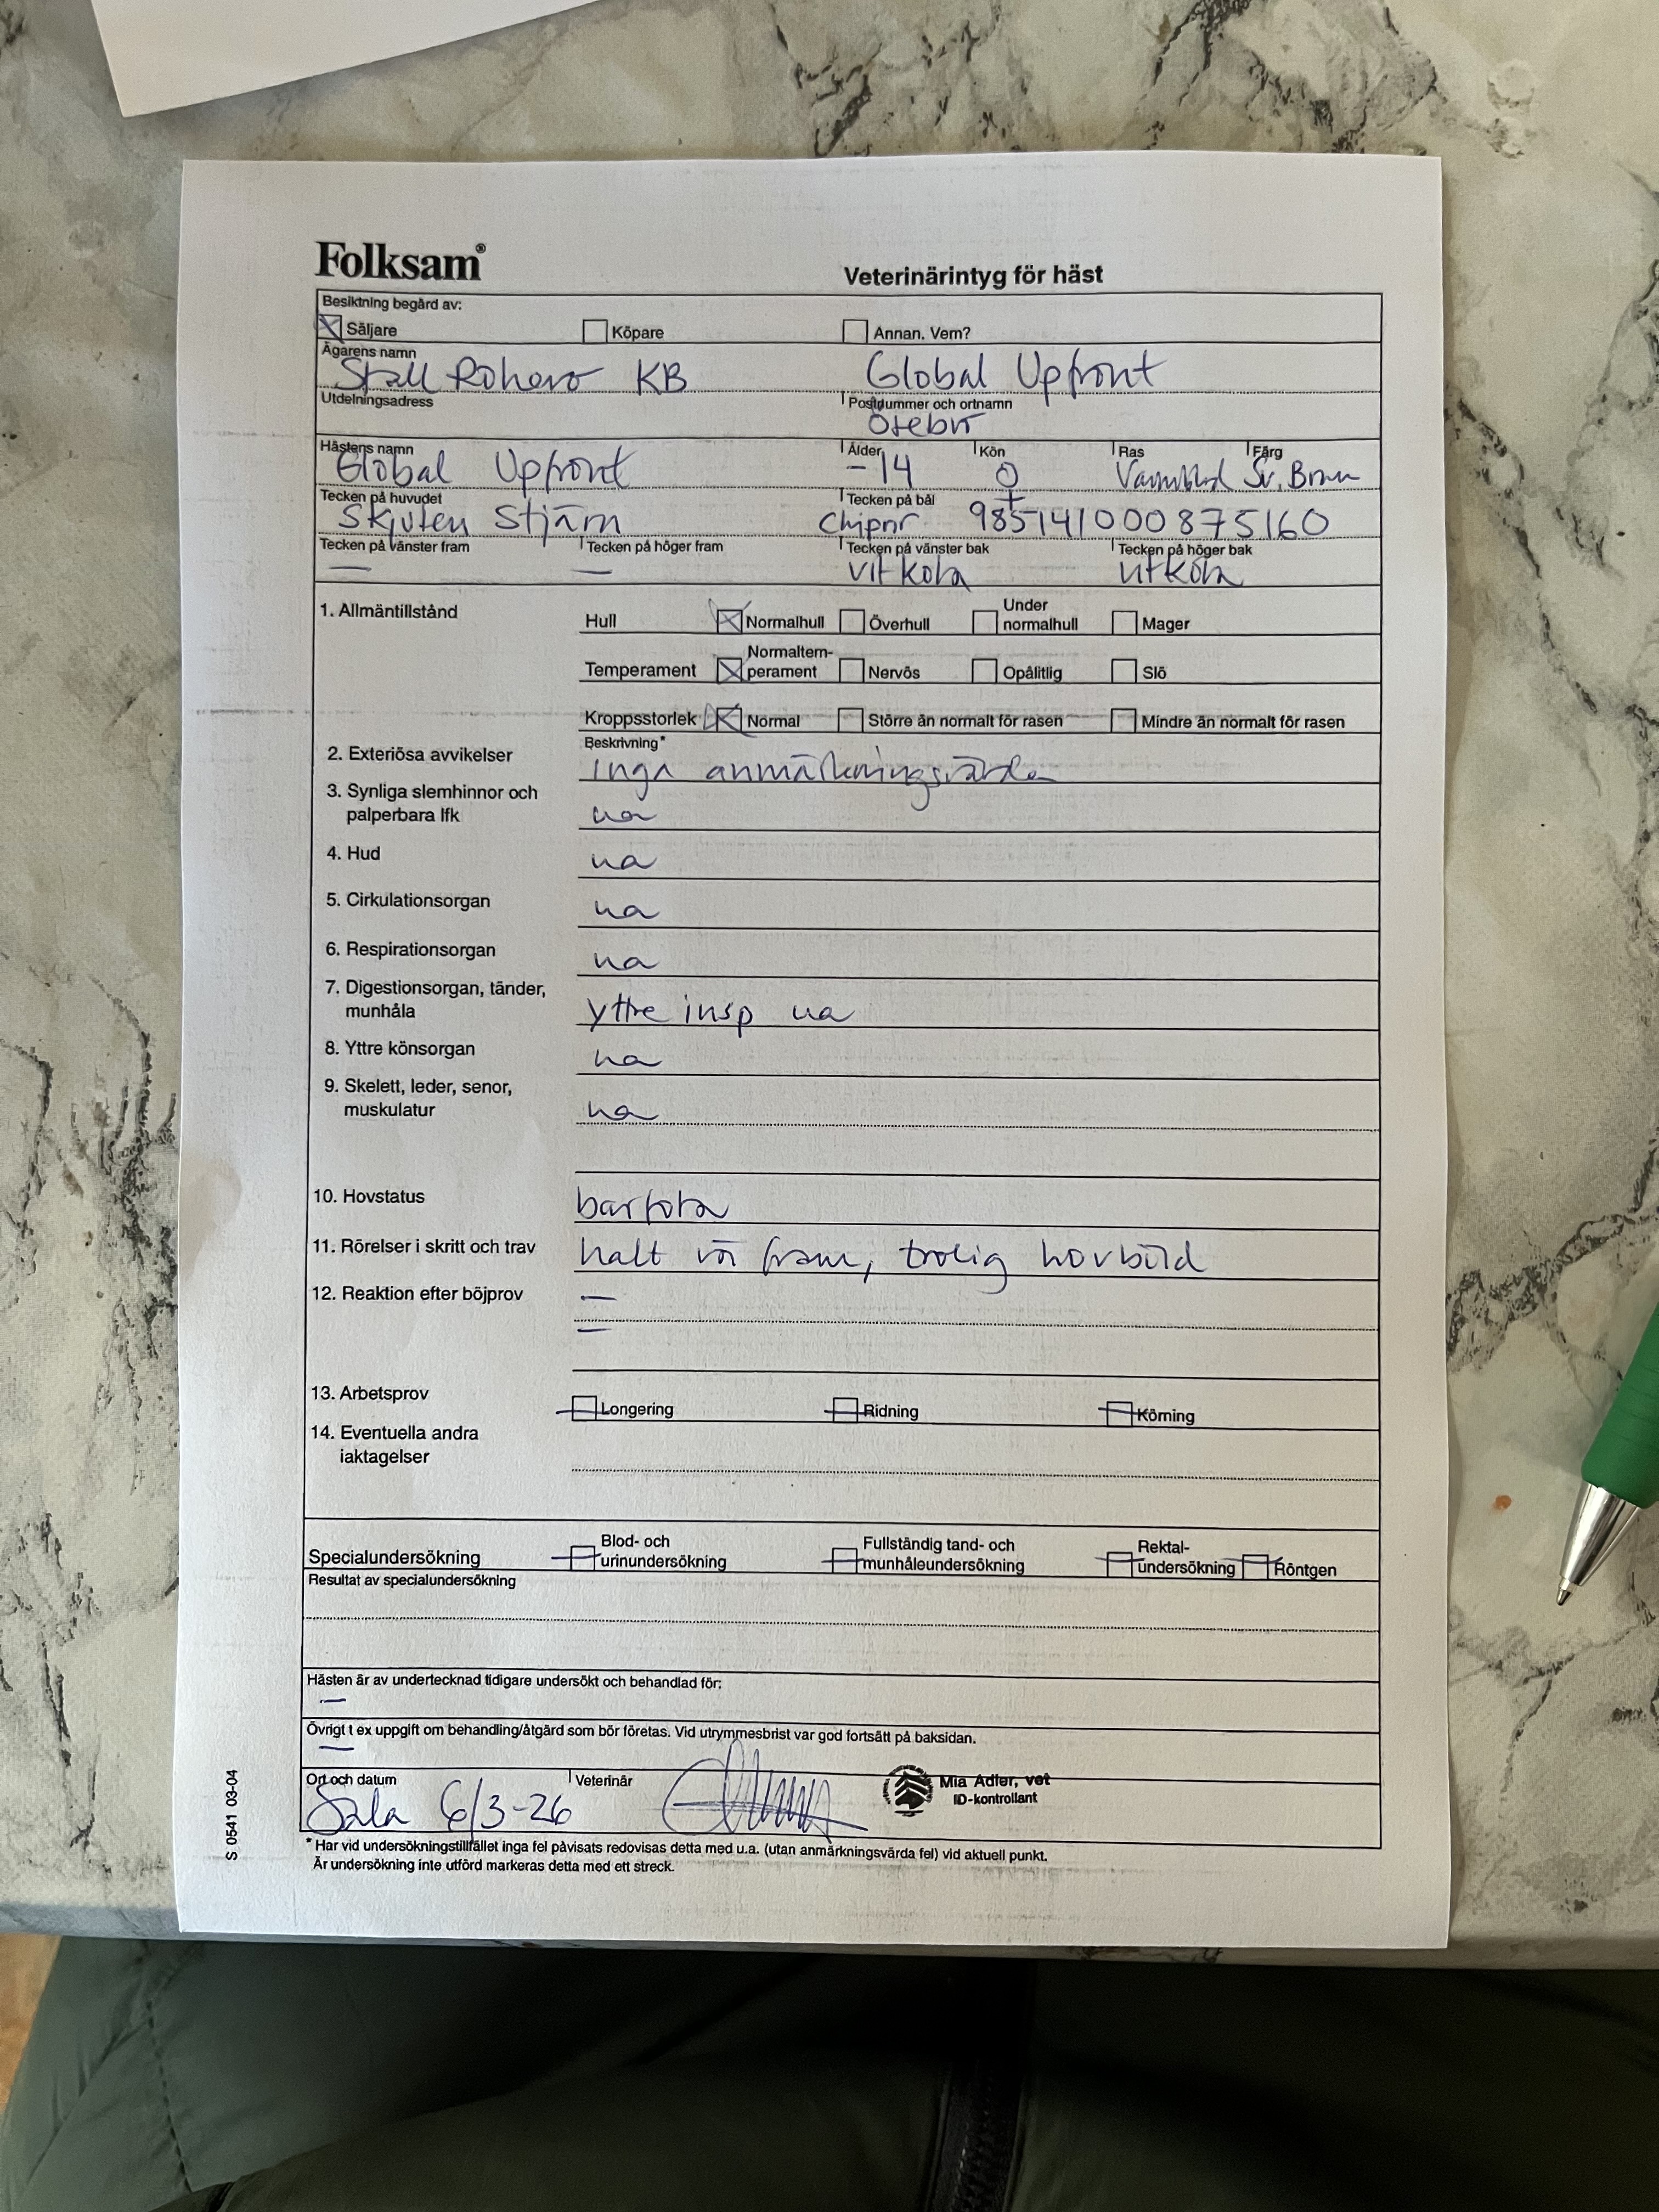 Folksam®
Veterinärintyg för häst
Besiktning begärd av:
Säljare Köpare Annan. Vem?
Ägarens namn
Stall Rohero KB Global Upfront
Utdelningsadress Postnummer och ortnamn
Örebro
Hästens namn Ålder Kön Ras Färg
Global Upfront -14 ♀ Varmblod Sv. Brun
Tecken på huvudet Tecken på bål
Skjuten Stjärn chipnr 985141000875160
Tecken på vänster fram Tecken på höger fram Tecken på vänster bak Tecken på höger bak
— — vit kota vit kota
1. Allmäntillstånd Hull Normalhull Överhull Under normalhull Mager
Temperament Normaltem-perament Nervös Opålitlig Slö
Kroppsstorlek Normal Större än normalt för rasen Mindre än normalt för rasen
2. Exteriösa avvikelser Beskrivning*
Inga anmärkningsvärda
3. Synliga slemhinnor och
palperbara lfk ua
4. Hud ua
5. Cirkulationsorgan ua
6. Respirationsorgan ua
7. Digestionsorgan, tänder,
munhåla yttre insp ua
8. Yttre könsorgan ua
9. Skelett, leder, senor,
muskulatur ua
10. Hovstatus barfota
11. Rörelser i skritt och trav halt vä fram, trolig hovböld
12. Reaktion efter böjprov —
—
13. Arbetsprov Longering Ridning Körning
14. Eventuella andra
iaktagelser
Specialundersökning Blod- och urinundersökning Fullständig tand- och munhåleundersökning Rektal-undersökning Röntgen
Resultat av specialundersökning
Hästen är av undertecknad tidigare undersökt och behandlad för:
—
Övrigt t ex uppgift om behandling/åtgärd som bör företas. Vid utrymmesbrist var god fortsätt på baksidan.
—
Ort och datum Veterinär Mia Adler, vet
Sala 6/3-26 ID-kontrollant
* Har vid undersökningstillfället inga fel påvisats redovisas detta med u.a. (utan anmärkningsvärda fel) vid aktuell punkt.
Är undersökning inte utförd markeras detta med ett streck.
S 0541 03-04